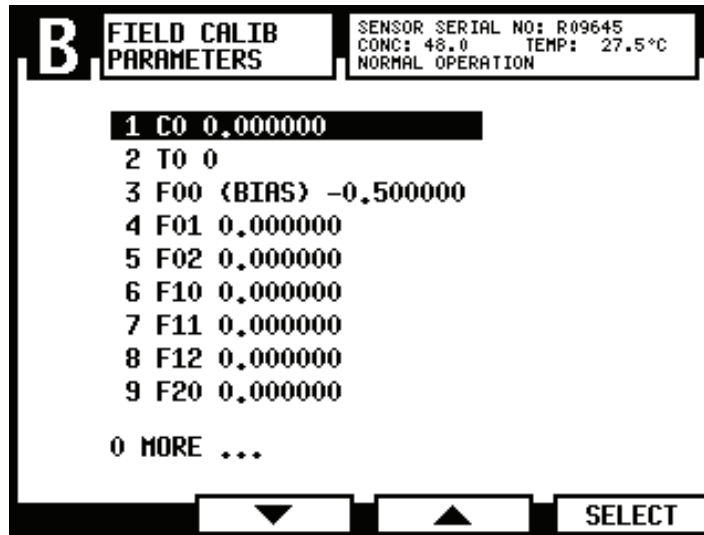 B
FIELD CALIB
PARAMETERS
SENSOR SERIAL NO: R09645
CONC: 48.0 TEMP: 27.5°C
NORMAL OPERATION
1 C0 0.000000
2 T0 0
3 F00 (BIAS) -0.500000
4 F01 0.000000
5 F02 0.000000
6 F10 0.000000
7 F11 0.000000
8 F12 0.000000
9 F20 0.000000
0 MORE ...
SELECT